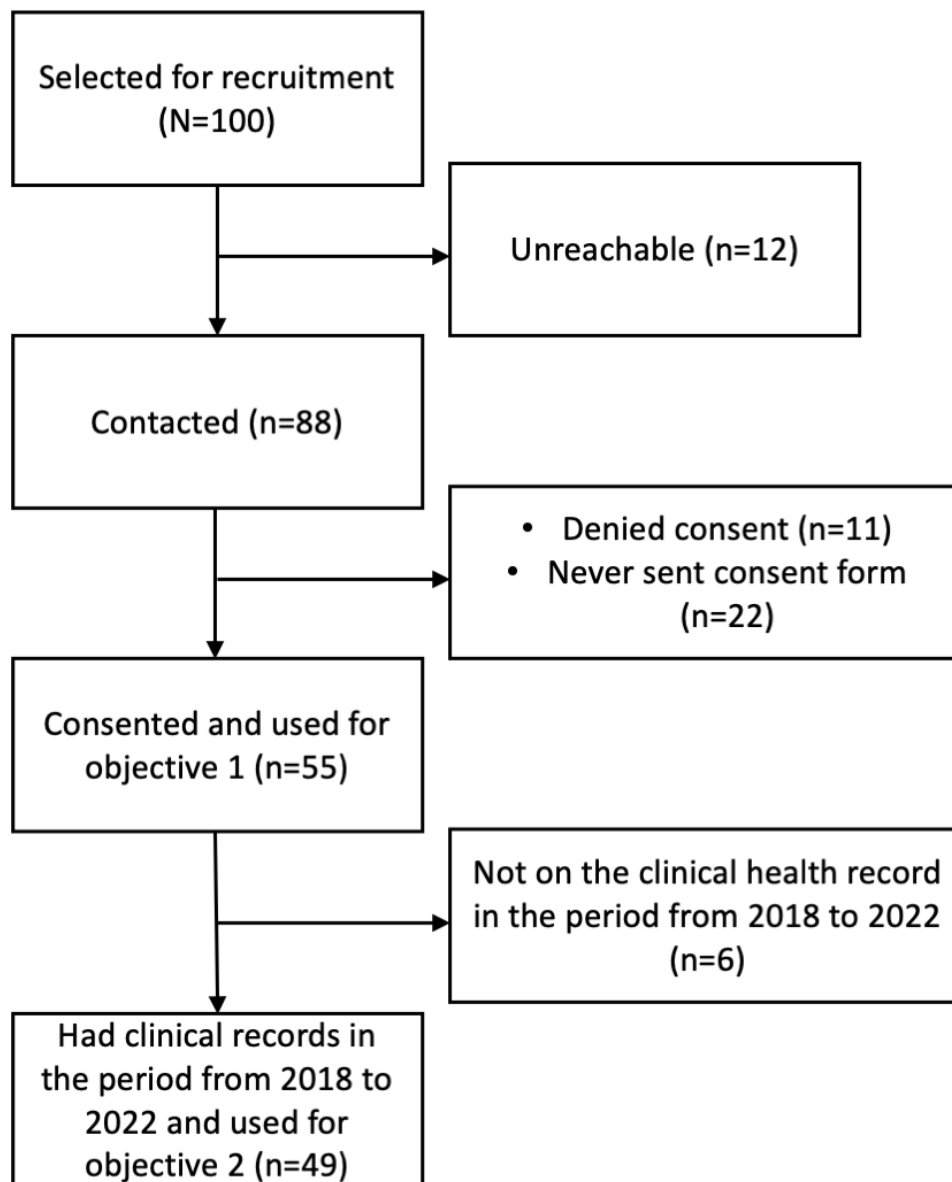 Selected for recruitment
(N=100)
Unreachable (n=12)
Contacted (n=88)
• Denied consent (n=11)
• Never sent consent form
(n=22)
Consented and used for
objective 1 (n=55)
Not on the clinical health record
in the period from 2018 to 2022
(n=6)
Had clinical records in
the period from 2018 to
2022 and used for
objective 2 (n=49)